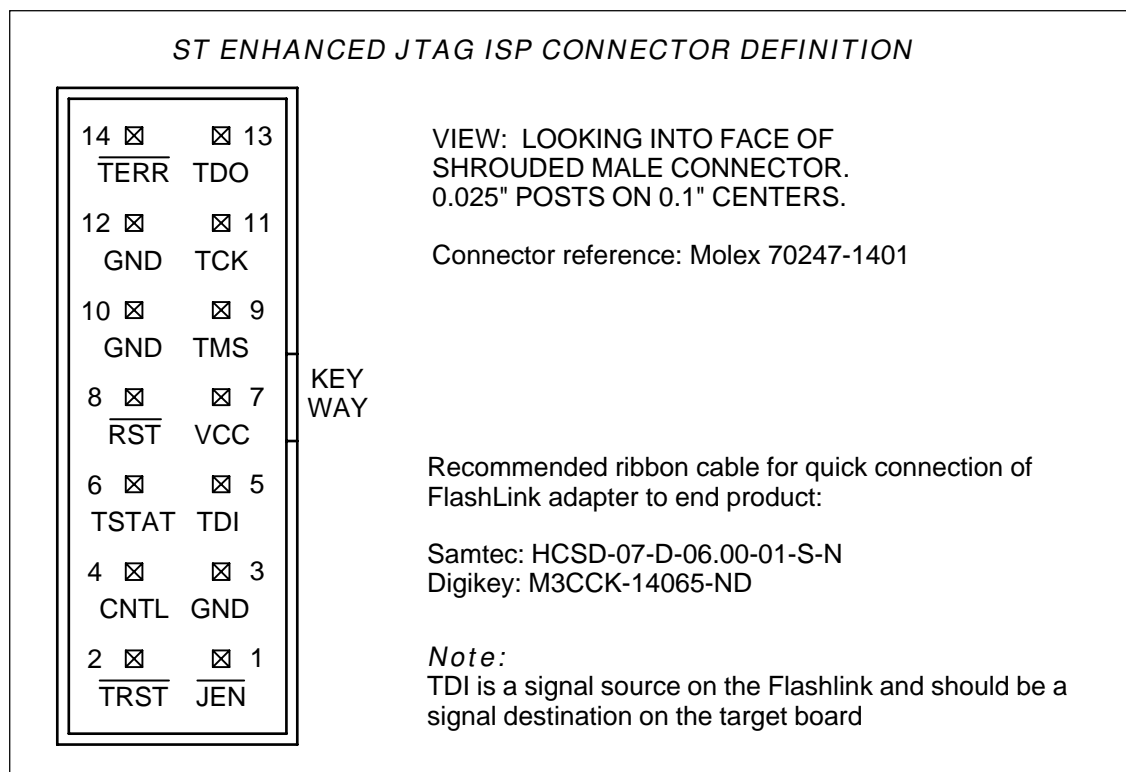 ST ENHANCED JTAG ISP CONNECTOR DEFINITION
14 13
TERR TDO
12 11
GND TCK
10 9
GND TMS
8 7
RST VCC
6 5
TSTAT TDI
4 3
CNTL GND
2 1
TRST JEN
KEY
WAY
VIEW: LOOKING INTO FACE OF
SHROUDED MALE CONNECTOR.
0.025" POSTS ON 0.1" CENTERS.
Connector reference: Molex 70247-1401
Recommended ribbon cable for quick connection of
FlashLink adapter to end product:
Samtec: HCSD-07-D-06.00-01-S-N
Digikey: M3CCK-14065-ND
Note:
TDI is a signal source on the Flashlink and should be a
signal destination on the target board